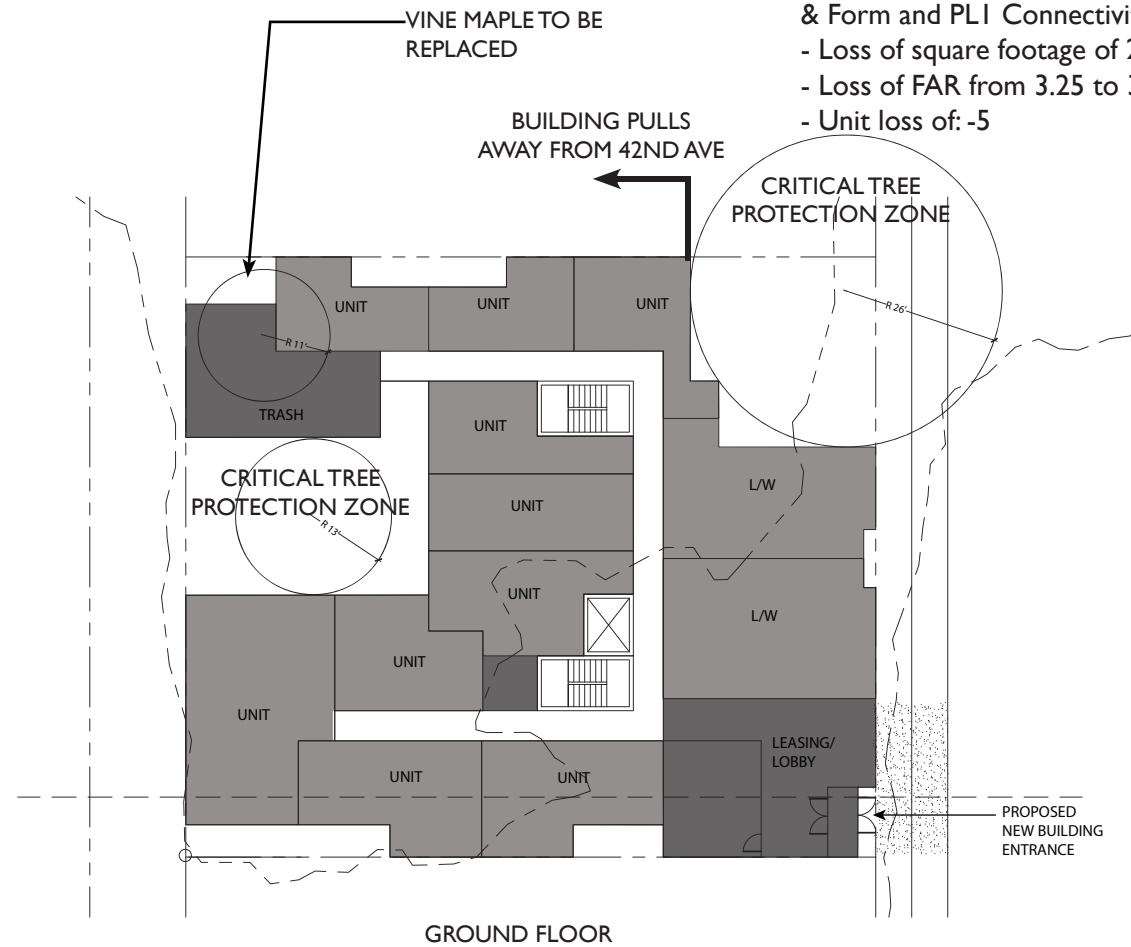 & Form and PL1 Connectivi
- Loss of square footage of 2
- Loss of FAR from 3.25 to 3
- Unit loss of: -5
VINE MAPLE TO BE
REPLACED
BUILDING PULLS
AWAY FROM 42ND AVE
CRITICAL TREE
PROTECTION ZONE
R 26'
UNIT
UNIT
UNIT
R 11'
TRASH
UNIT
CRITICAL TREE
PROTECTION ZONE
R 13'
UNIT
L/W
UNIT
L/W
UNIT
UNIT
LEASING/
LOBBY
UNIT
UNIT
PROPOSED
NEW BUILDING
ENTRANCE
GROUND FLOOR